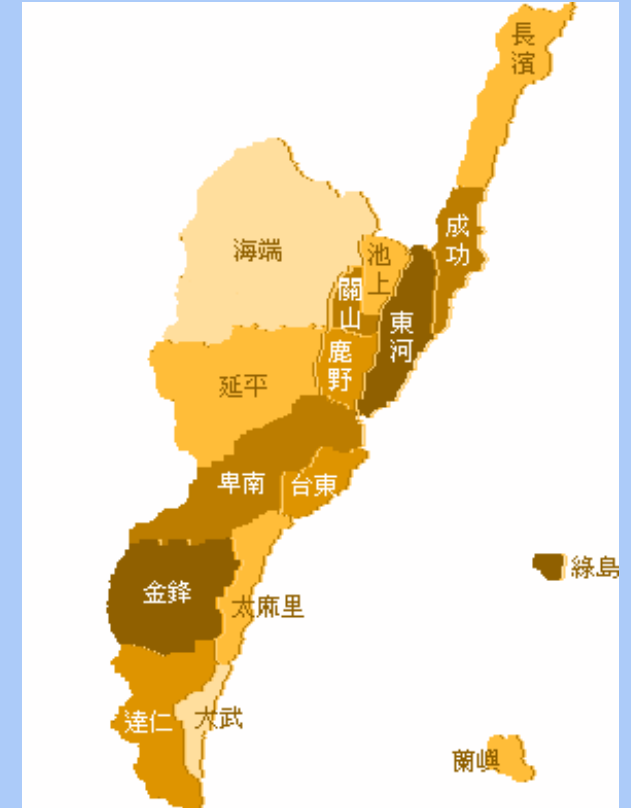 長濱
成功
海端
池上
關山
東河
鹿野
延平
卑南
台東
綠島
金鋒
太麻里
達仁
大武
蘭嶼